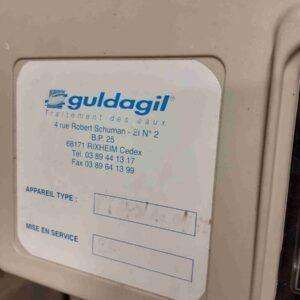 guldagil
Traitement des eaux
4 rue Robert Schuman - ZI N° 2
B.P. 25
68171 RIXHEIM Cedex
Tél. 03 89 44 13 17
Fax 03 89 64 13 99
APPAREIL TYPE :
MISE EN SERVICE